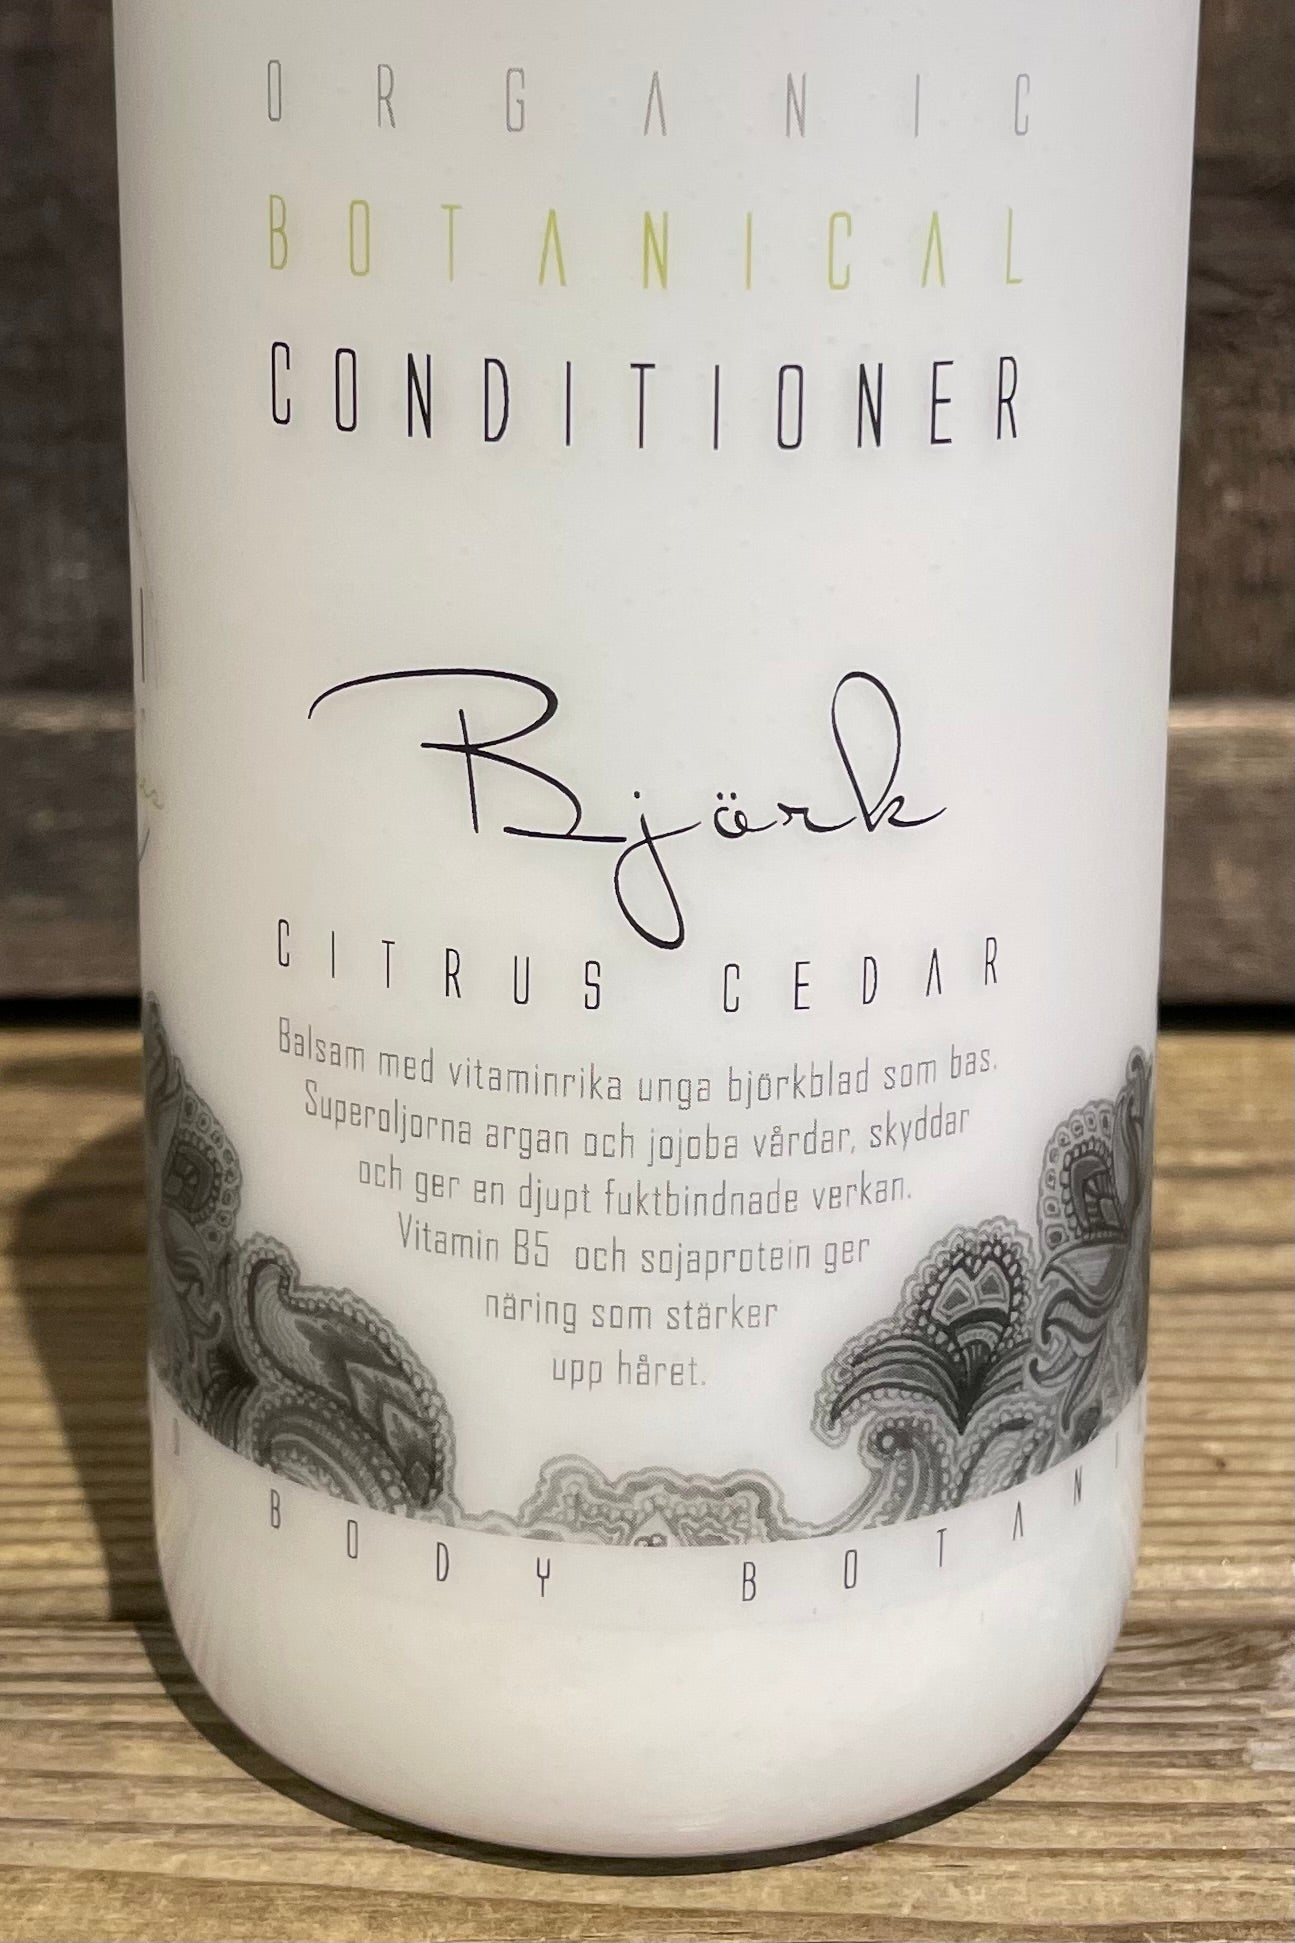 ORGANIC
BOTANICAL
CONDITIONER
Björk
CITRUS CEDAR
Balsam med vitaminrika unga björkblad som bas.
Superoljorna argan och jojoba vårdar, skyddar
och ger en djupt fuktbindnade verkan.
Vitamin B5 och sojaprotein ger
näring som stärker
upp håret.
BODY BOTANI